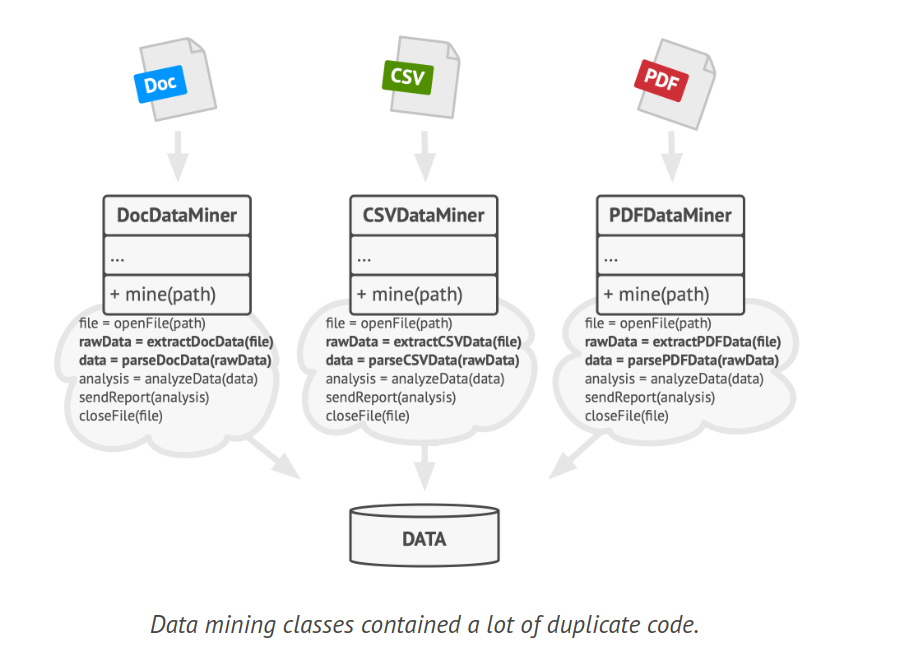 Doc
CSV
PDF
DocDataMiner
...
+ mine(path)
file = openFile(path)
rawData = extractDocData(file)
data = parseDocData(rawData)
analysis = analyzeData(data)
sendReport(analysis)
closeFile(file)
CSVDataMiner
...
+ mine(path)
file = openFile(path)
rawData = extractCSVData(file)
data = parseCSVData(rawData)
analysis = analyzeData(data)
sendReport(analysis)
closeFile(file)
PDFDataMiner
...
+ mine(path)
file = openFile(path)
rawData = extractPDFData(file)
data = parsePDFData(rawData)
analysis = analyzeData(data)
sendReport(analysis)
closeFile(file)
DATA
Data mining classes contained a lot of duplicate code.